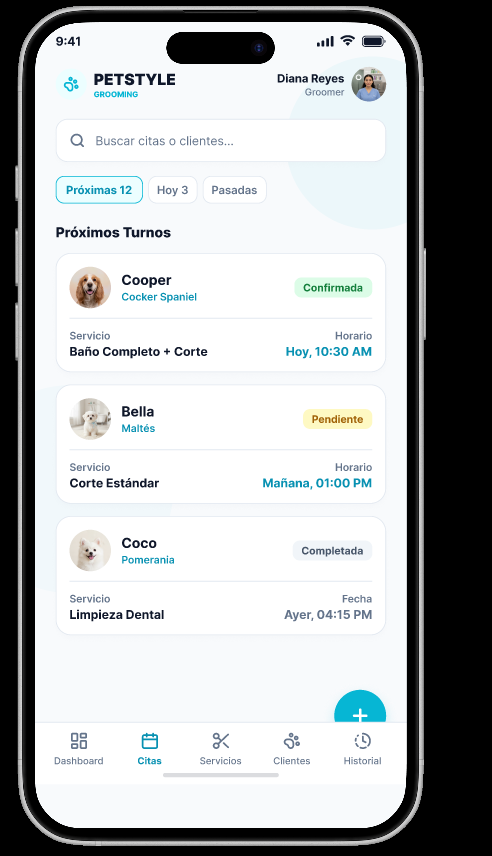 9:41
PETSTYLE
GROOMING
Diana Reyes
Groomer
Buscar citas o clientes...
Próximas 12
Hoy 3
Pasadas
Próximos Turnos
Cooper
Cocker Spaniel
Confirmada
Servicio
Horario
Baño Completo + Corte
Hoy, 10:30 AM
Bella
Maltés
Pendiente
Servicio
Horario
Corte Estándar
Mañana, 01:00 PM
Coco
Pomerania
Completada
Servicio
Fecha
Limpieza Dental
Ayer, 04:15 PM
+
Dashboard
Citas
Servicios
Clientes
Historial